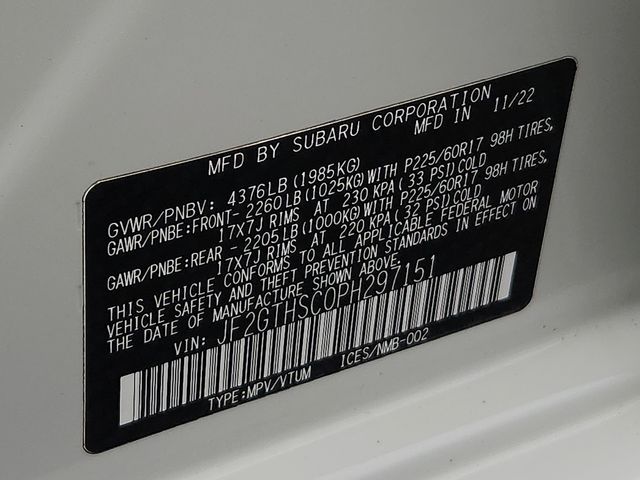 MFD BY SUBARU CORPORATION
MFD IN 11/22
GVWR/PNBV: 4376LB (1985KG)
GAWR/PNBE:FRONT- 2260LB (1025KG)WITH P225/60R17 98H TIRES,
17X7J RIMS AT 230 KPA (33 PSI)COLD
GAWR/PNBE:REAR - 2205LB (1000KG)WITH P225/60R17 98H TIRES,
17X7J RIMS AT 220 KPA (32 PSI)COLD
THIS VEHICLE CONFORMS TO ALL APPLICABLE FEDERAL MOTOR
VEHICLE SAFETY AND THEFT PREVENTION STANDARDS IN EFFECT ON
THE DATE OF MANUFACTURE SHOWN ABOVE.
VIN: JF2GTHSC0PH297151
TYPE:MPV/VTUM ICES/NMB-002